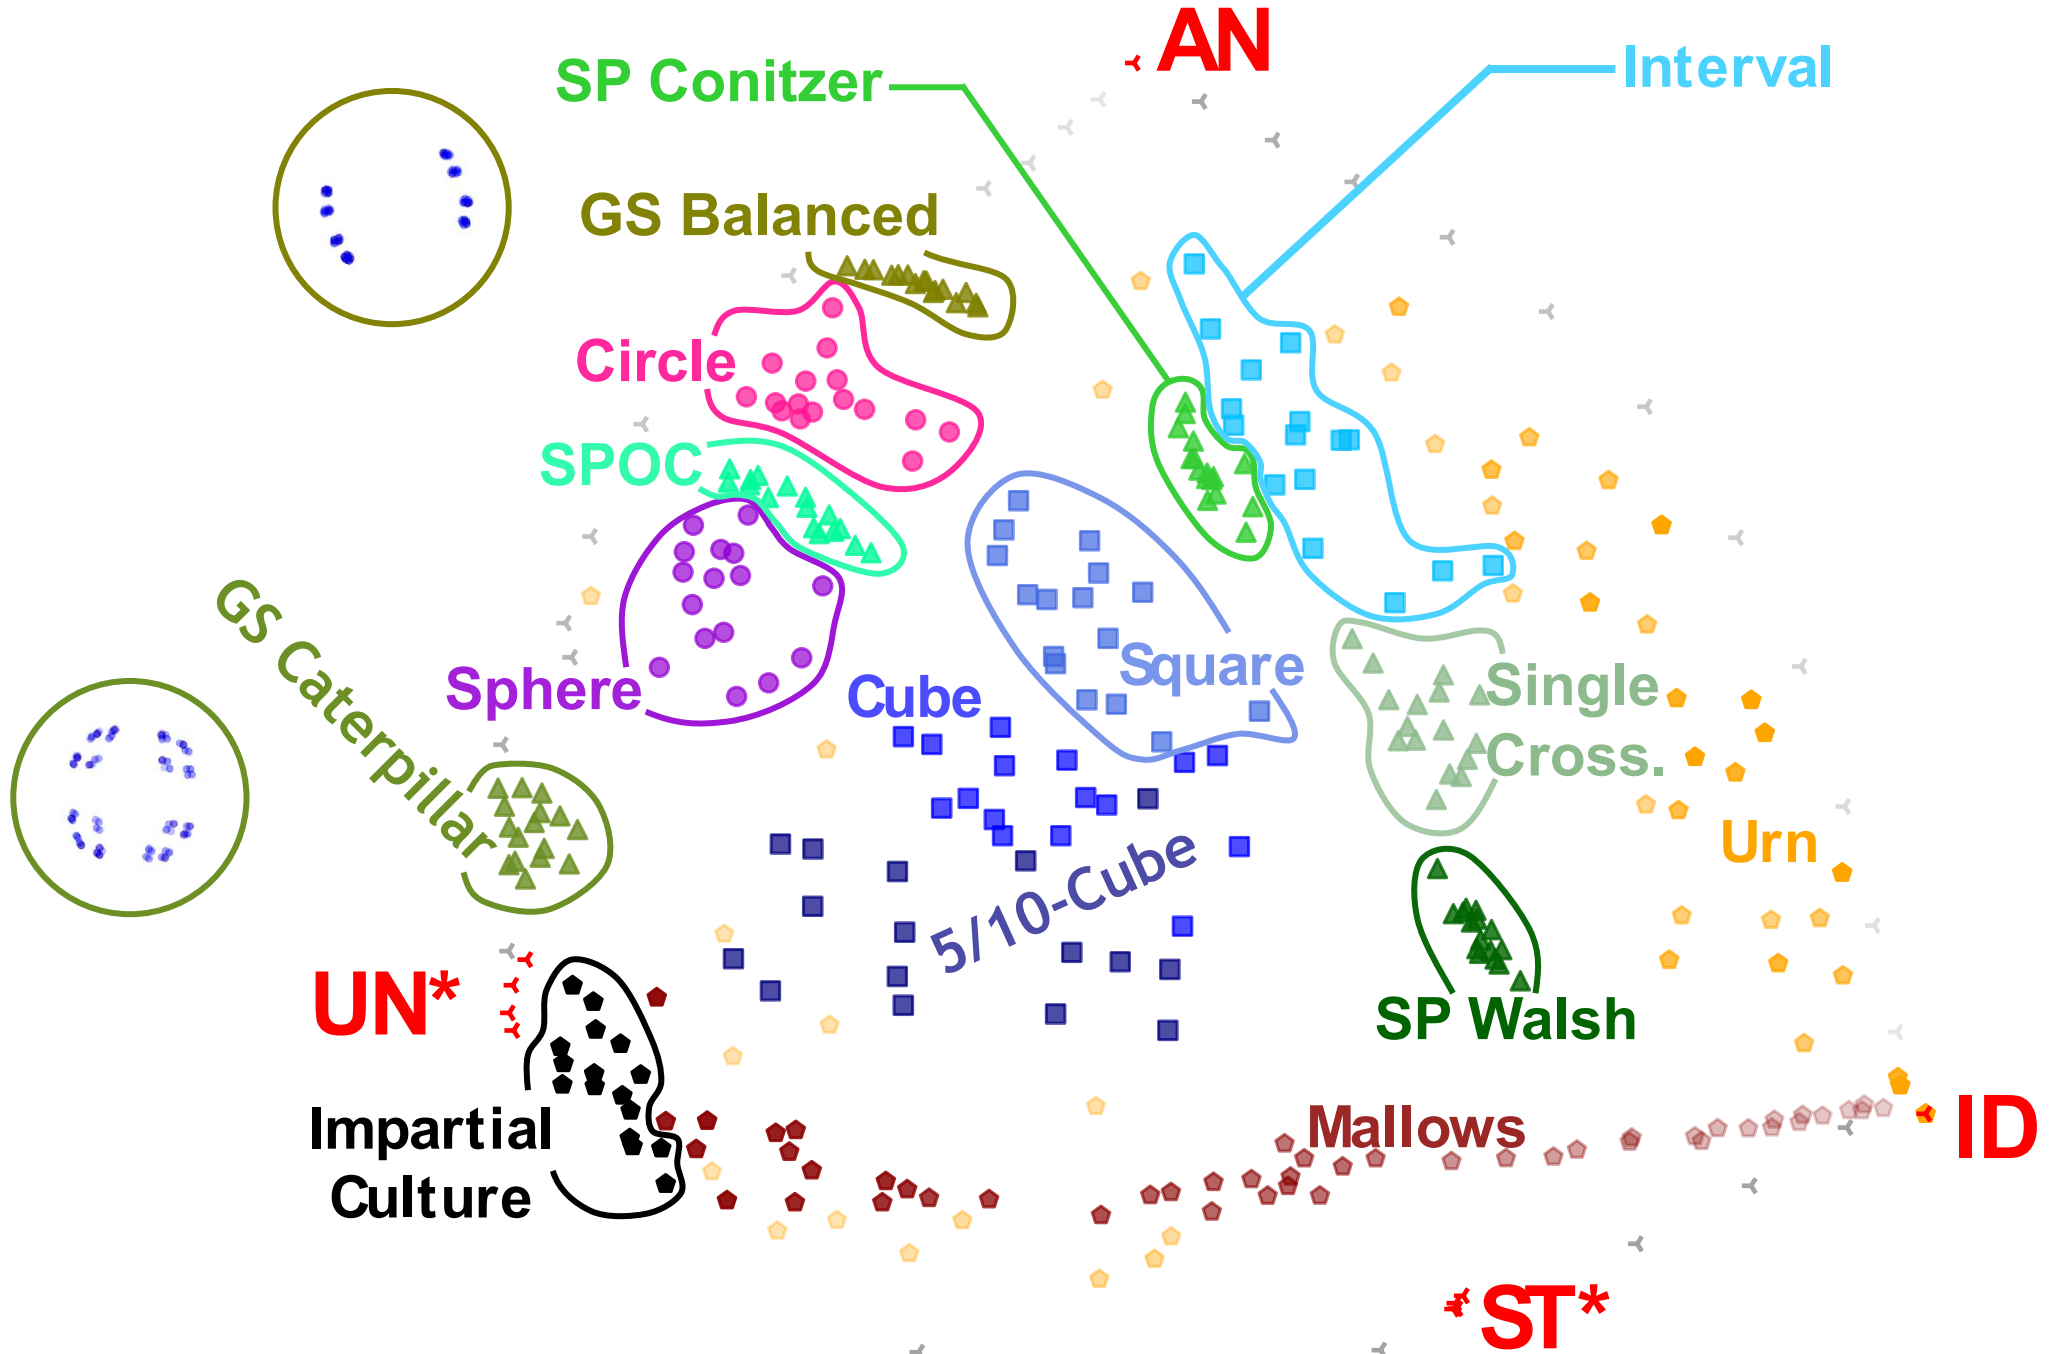 AN
SP Conitzer
Interval
GS Balanced
Circle
SPOC
GS Caterpillar
Sphere
Cube
Square
Single
Cross.
Urn
5/10-Cube
UN*
SP Walsh
Impartial
Culture
Mallows
ID
ST*